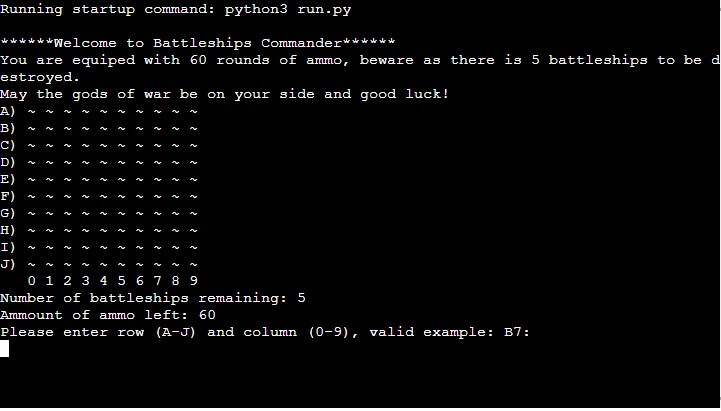 Running startup command: python3 run.py
******Welcome to Battleships Commander******
You are equiped with 60 rounds of ammo, beware as there is 5 battleships to be d
estroyed.
May the gods of war be on your side and good luck!
A) ~ ~ ~ ~ ~ ~ ~ ~ ~ ~
B) ~ ~ ~ ~ ~ ~ ~ ~ ~ ~
C) ~ ~ ~ ~ ~ ~ ~ ~ ~ ~
D) ~ ~ ~ ~ ~ ~ ~ ~ ~ ~
E) ~ ~ ~ ~ ~ ~ ~ ~ ~ ~
F) ~ ~ ~ ~ ~ ~ ~ ~ ~ ~
G) ~ ~ ~ ~ ~ ~ ~ ~ ~ ~
H) ~ ~ ~ ~ ~ ~ ~ ~ ~ ~
I) ~ ~ ~ ~ ~ ~ ~ ~ ~ ~
J) ~ ~ ~ ~ ~ ~ ~ ~ ~ ~
0 1 2 3 4 5 6 7 8 9
Number of battleships remaining: 5
Ammount of ammo left: 60
Please enter row (A-J) and column (0-9), valid example: B7: